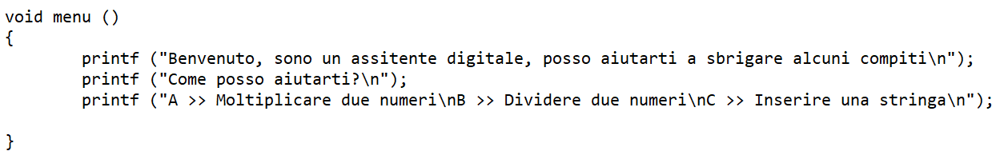 void menu ()
{
printf ("Benvenuto, sono un assitente digitale, posso aiutarti a sbrigare alcuni compiti\n");
printf ("Come posso aiutarti?\n");
printf ("A >> Moltiplicare due numeri\nB >> Dividere due numeri\nC >> Inserire una stringa\n");
}